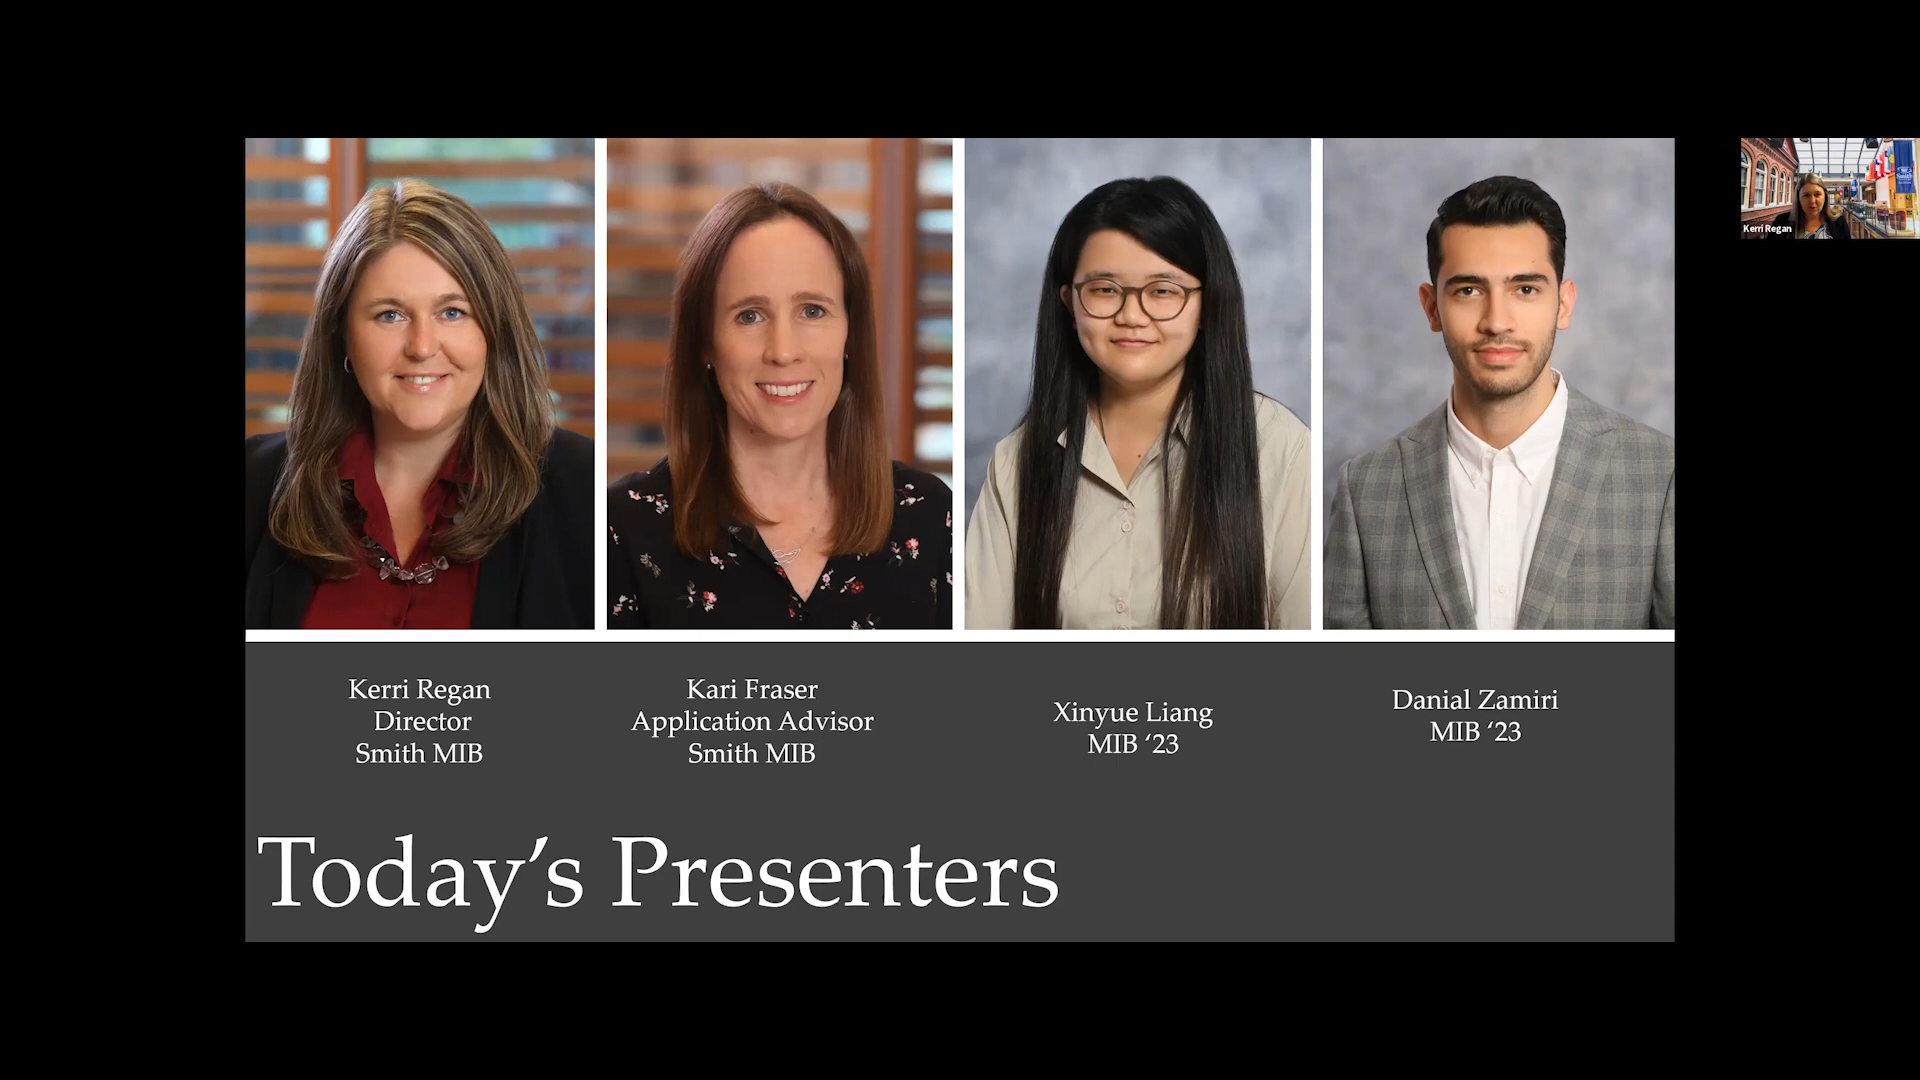 Kerri Regan
Kerri Regan
Director
Smith MIB
Kari Fraser
Application Advisor
Smith MIB
Xinyue Liang
MIB ‘23
Danial Zamiri
MIB ‘23
Today’s Presenters